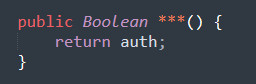 public Boolean ***() {
    return auth;
}